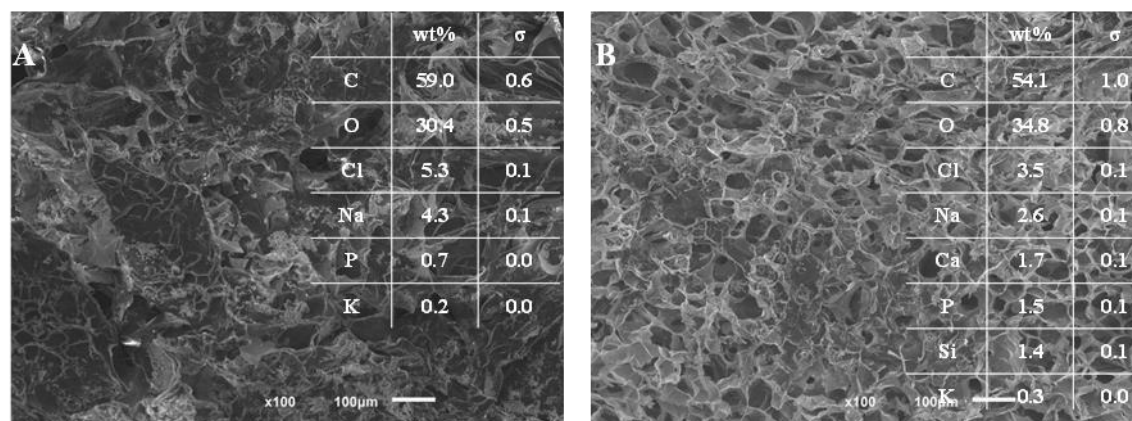 A
wt% σ
C 59.0 0.6
O 30.4 0.5
Cl 5.3 0.1
Na 4.3 0.1
P 0.7 0.0
K 0.2 0.0
x100 100μm
B
wt% σ
C 54.1 1.0
O 34.8 0.8
Cl 3.5 0.1
Na 2.6 0.1
Ca 1.7 0.1
P 1.5 0.1
Si 1.4 0.1
K 0.3 0.0
x100 100μm